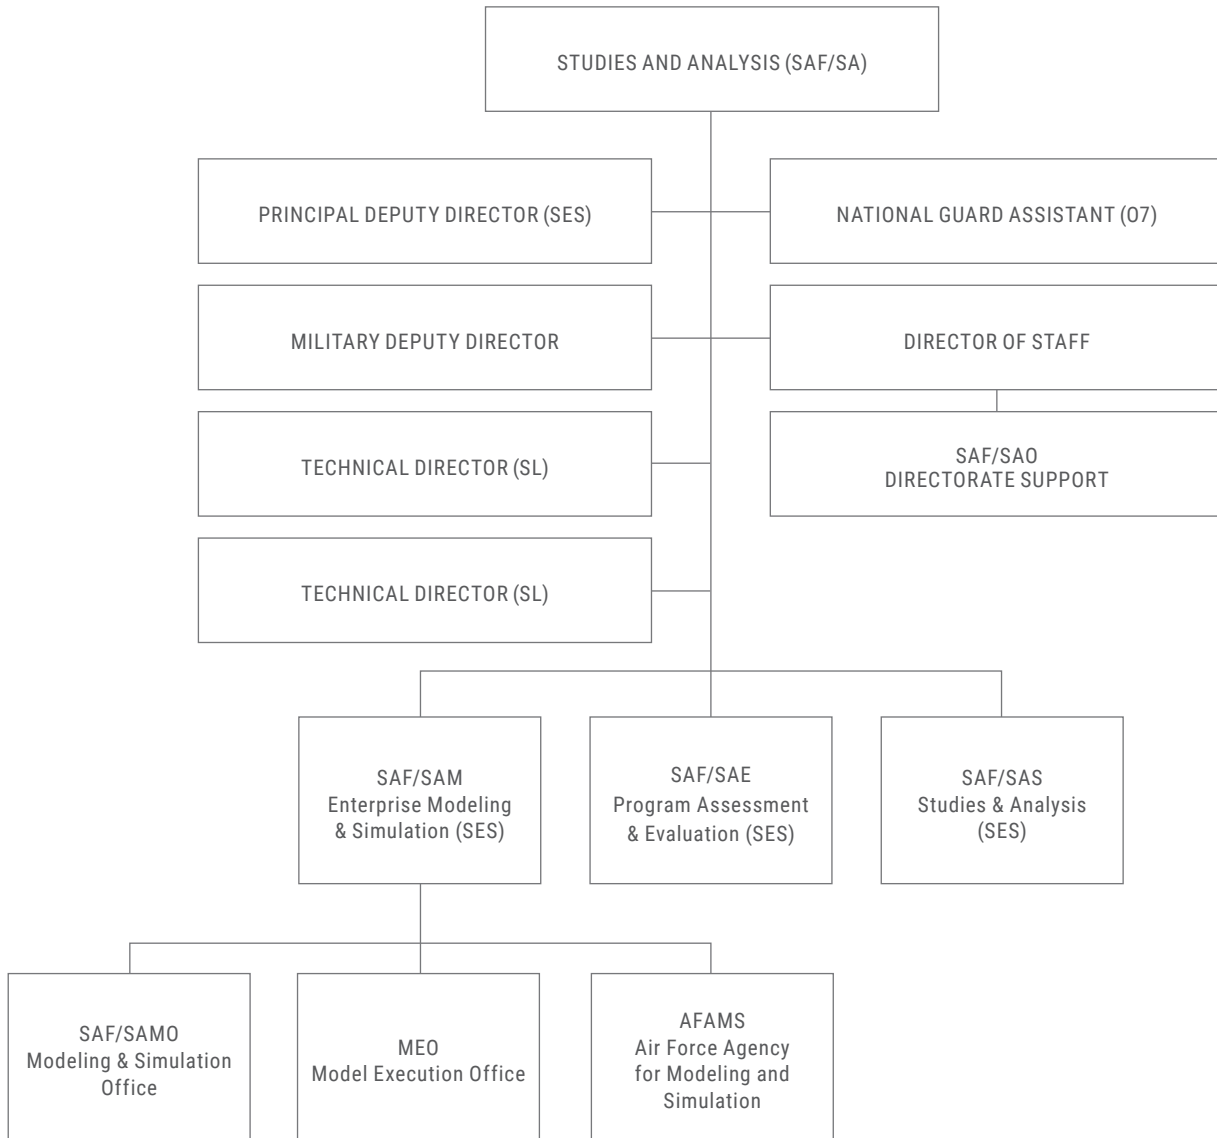 STUDIES AND ANALYSIS (SAF/SA)
PRINCIPAL DEPUTY DIRECTOR (SES)
NATIONAL GUARD ASSISTANT (O7)
MILITARY DEPUTY DIRECTOR
DIRECTOR OF STAFF
TECHNICAL DIRECTOR (SL)
SAF/SAO
DIRECTORATE SUPPORT
TECHNICAL DIRECTOR (SL)
SAF/SAM
Enterprise Modeling
& Simulation (SES)
SAF/SAE
Program Assessment
& Evaluation (SES)
SAF/SAS
Studies & Analysis
(SES)
SAF/SAMO
Modeling & Simulation
Office
MEO
Model Execution Office
AFAMS
Air Force Agency
for Modeling and
Simulation